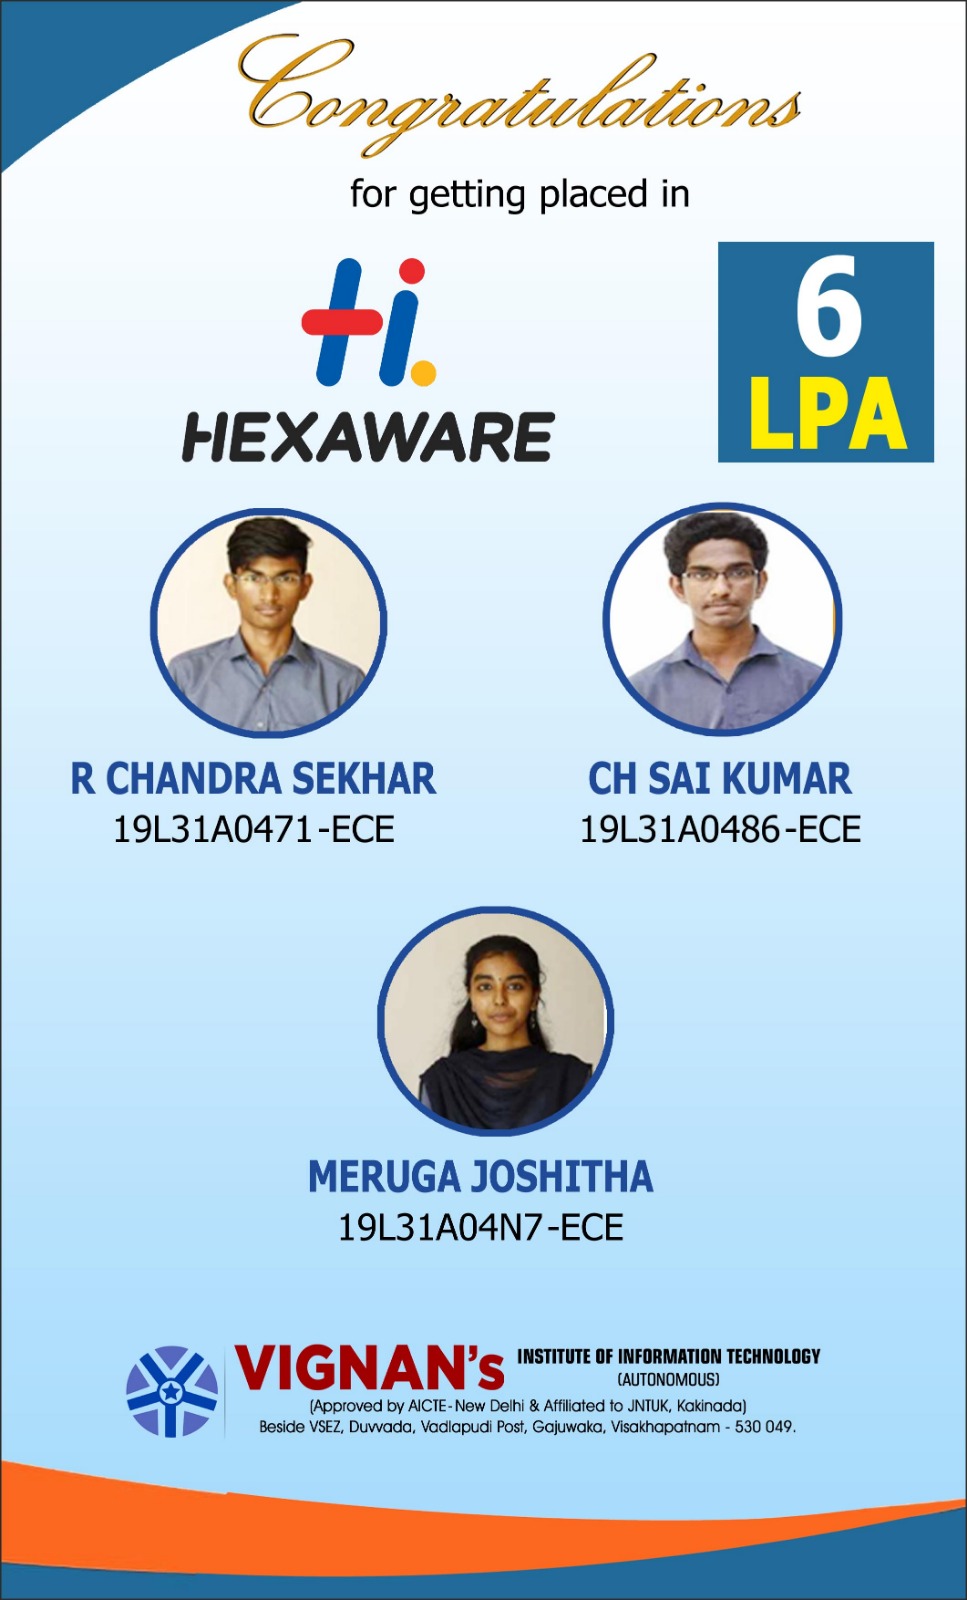 Congratulations
for getting placed in
Hi.
HEXAWARE
6
LPA
R CHANDRA SEKHAR
19L31A0471-ECE
CH SAI KUMAR
19L31A0486-ECE
MERUGA JOSHITHA
19L31A04N7-ECE
VIGNAN's INSTITUTE OF INFORMATION TECHNOLOGY
(AUTONOMOUS)
(Approved by AICTE-New Delhi & Affiliated to JNTUK, Kakinada)
Beside VSEZ, Duvvada, Vadlapudi Post, Gajuwaka, Visakhapatnam - 530 049.